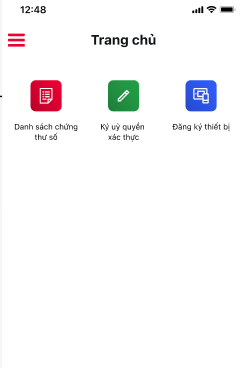 12:48
Trang chủ
Danh sách chứng
thư số
Ký uỷ quyền
xác thực
Đăng ký thiết bị